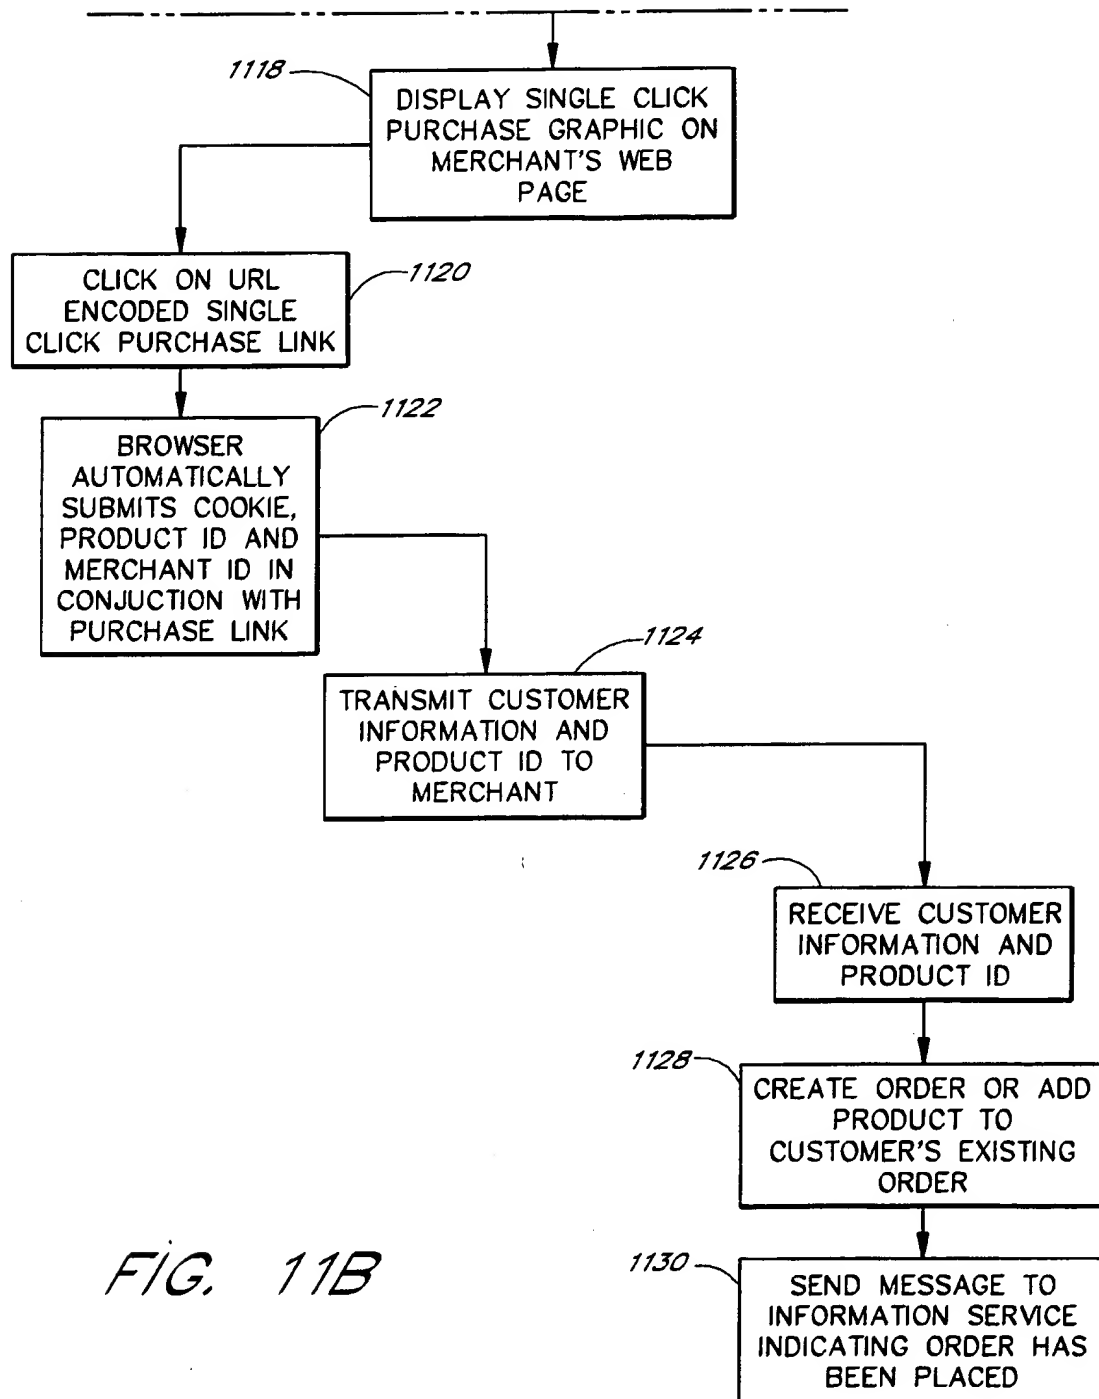 1118
DISPLAY SINGLE CLICK
PURCHASE GRAPHIC ON
MERCHANT'S WEB
PAGE
1120
CLICK ON URL
ENCODED SINGLE
CLICK PURCHASE LINK
1122
BROWSER
AUTOMATICALLY
SUBMITS COOKIE,
PRODUCT ID AND
MERCHANT ID IN
CONJUCTION WITH
PURCHASE LINK
1124
TRANSMIT CUSTOMER
INFORMATION AND
PRODUCT ID TO
MERCHANT
1126
RECEIVE CUSTOMER
INFORMATION AND
PRODUCT ID
1128
CREATE ORDER OR ADD
PRODUCT TO
CUSTOMER'S EXISTING
ORDER
1130
SEND MESSAGE TO
INFORMATION SERVICE
INDICATING ORDER HAS
BEEN PLACED
FIG. 11B